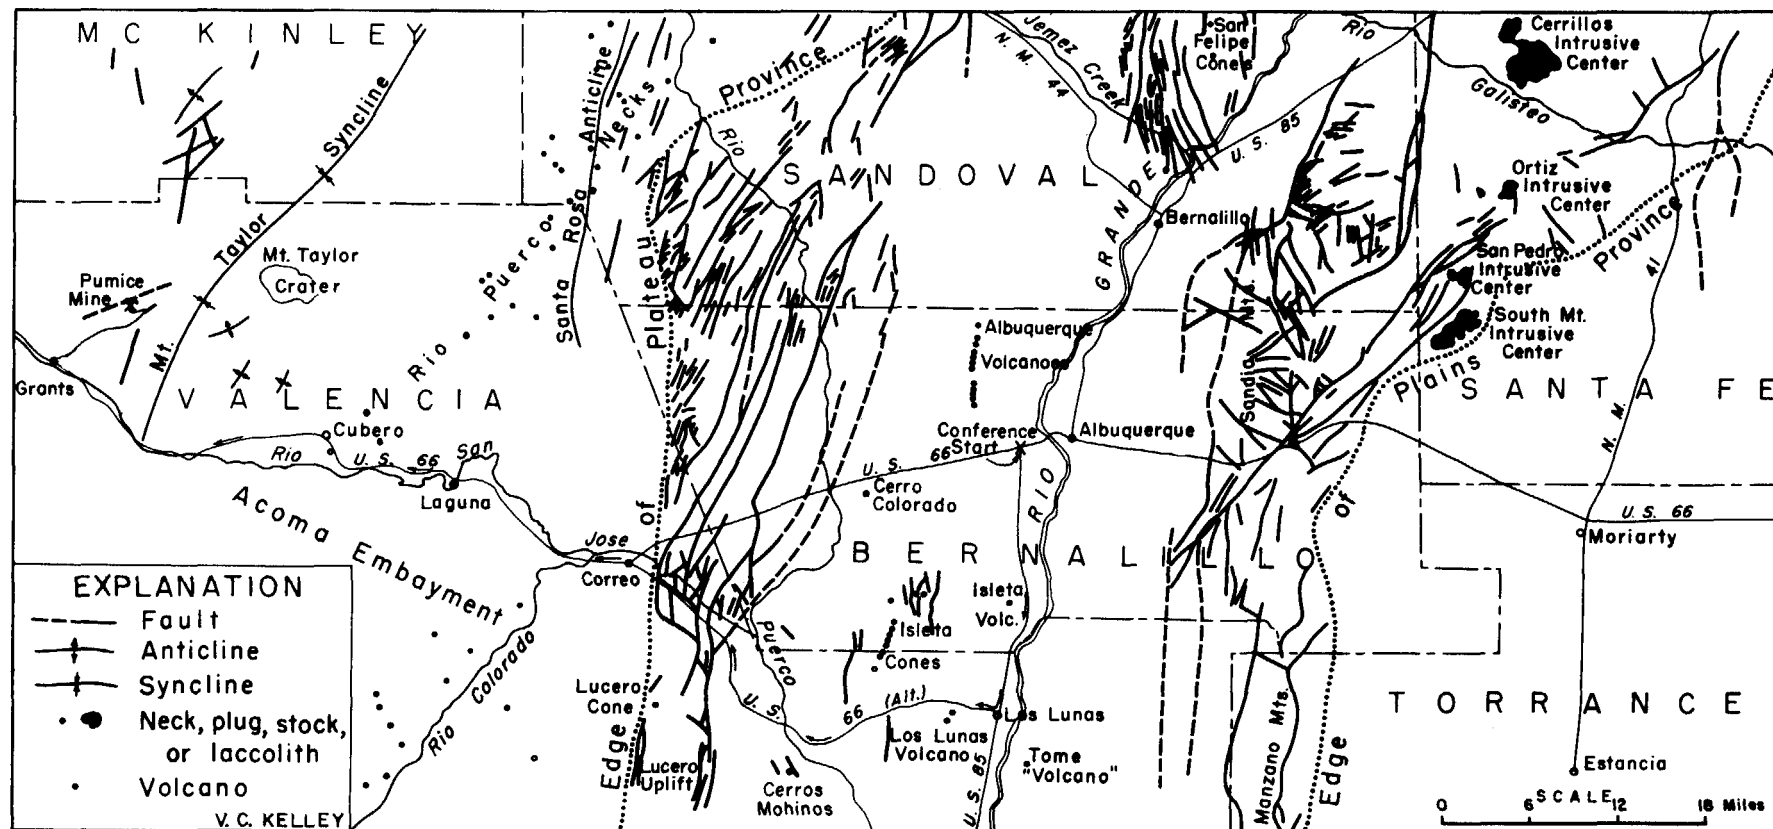 MC KINLEY
Syncline
Taylor
Mt.
Mt. Taylor
Crater
Pumice
Mine
Grants
VALENCIA
Cubero
Rio
U. S. 66
San
Laguna
Jose
Correo
Acoma Embayment
Rio Colorado
Rio Puerco Necks
Santa Rosa Anticline
Edge of Plateau Province
Rio
Puerco
SANDOVAL
Jemez Creek
N. M. 44
San
Felipe
Cones
U. S. 85
RIO GRANDE
Bernalillo
Albuquerque
Volcanoes
Conference
Start
Albuquerque
U. S. 66
Cerro
Colorado
BERNALILLO
Isleta
Volc.
Isleta
Cones
Lucero
Cone
Lucero
Uplift
U. S. 66 (Alt.)
Los Lunas
Los Lunas
Volcano
Cerros
Mohinos
Tome
"Volcano"
U. S. 85
Sandia Mts.
Manzano Mts.
Edge of Plains Province
Rio
Galisteo
Cerrillos
Intrusive
Center
Ortiz
Intrusive
Center
San Pedro
Intrusive
Center
South Mt.
Intrusive
Center
SANTA FE
N. M. 41
U. S. 66
Moriarty
TORRANCE
Estancia
EXPLANATION
Fault
Anticline
Syncline
Neck, plug, stock,
or laccolith
Volcano
V. C. KELLEY
SCALE
0 6 12 18 Miles